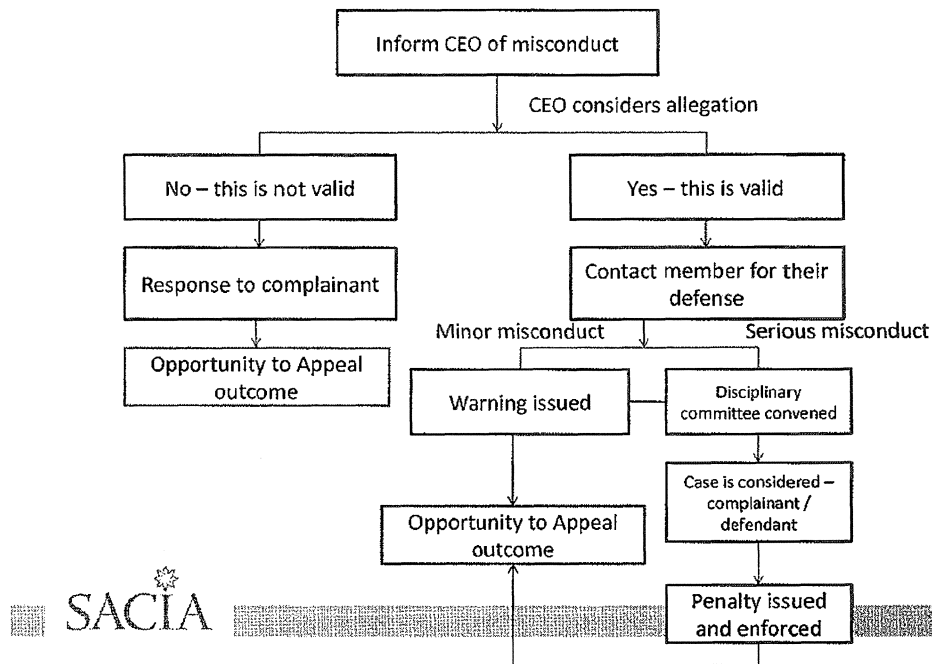 Inform CEO of misconduct
CEO considers allegation
No – this is not valid
Yes – this is valid
Response to complainant
Contact member for their
defense
Minor misconduct
Serious misconduct
Opportunity to Appeal
outcome
Warning issued
Disciplinary
committee convened
Case is considered –
complainant /
defendant
Opportunity to Appeal
outcome
Penalty issued
and enforced
SACIA